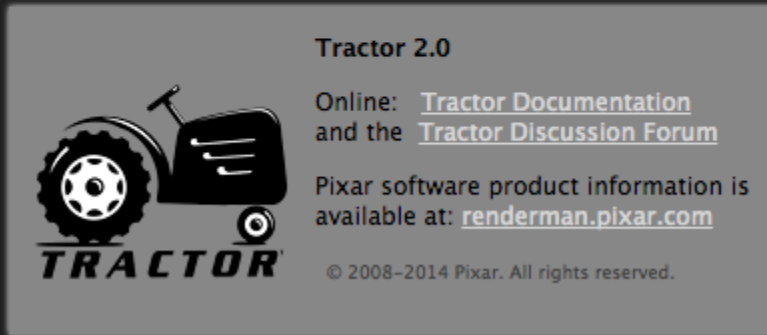 Tractor 2.0
Online: Tractor Documentation
and the Tractor Discussion Forum
Pixar software product information is
available at: renderman.pixar.com
TRACTOR
© 2008-2014 Pixar. All rights reserved.